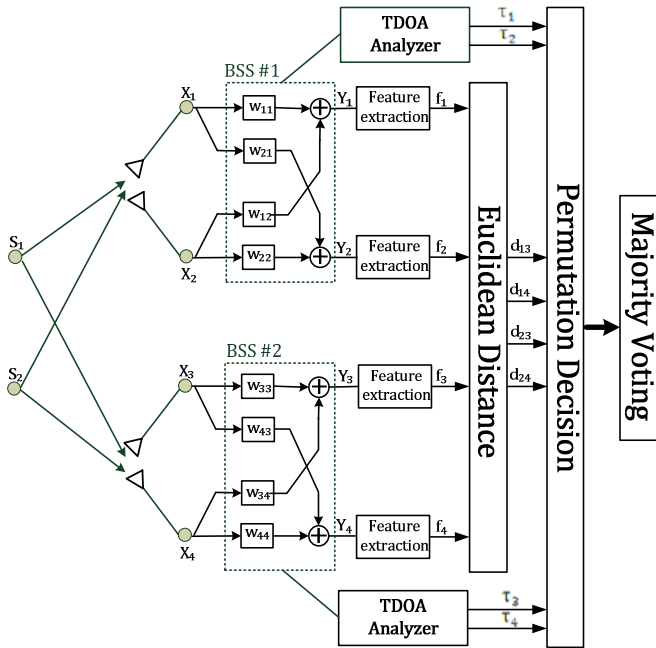 TDOA
Analyzer
τ1
τ2
BSS #1
X1
w11
Y1
Feature
extraction
f1
w21
w12
X2
w22
Y2
Feature
extraction
f2
S1
S2
Euclidean Distance
d13
d14
d23
d24
Permutation Decision
Majority Voting
BSS #2
X3
w33
Y3
Feature
extraction
f3
w43
w34
X4
w44
Y4
Feature
extraction
f4
TDOA
Analyzer
τ3
τ4